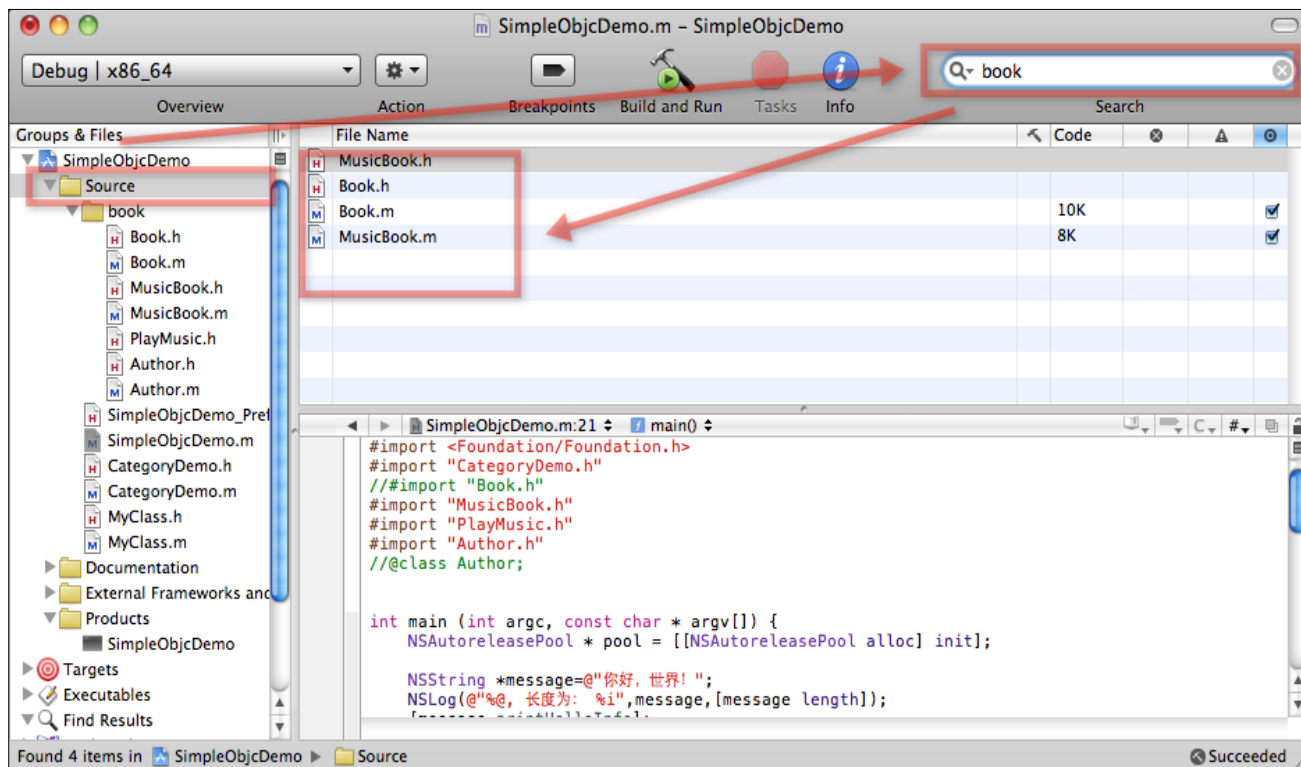 SimpleObjcDemo.m – SimpleObjcDemo
Debug | x86_64
book
Overview
Action
Breakpoints
Build and Run
Tasks
Info
Search
Groups & Files
File Name
Code
SimpleObjcDemo
Source
book
Book.h
Book.m
MusicBook.h
MusicBook.m
PlayMusic.h
Author.h
Author.m
SimpleObjcDemo_Pref
SimpleObjcDemo.m
CategoryDemo.h
CategoryDemo.m
MyClass.h
MyClass.m
Documentation
External Frameworks and
Products
SimpleObjcDemo
Targets
Executables
Find Results
MusicBook.h
Book.h
Book.m 10K
MusicBook.m 8K
SimpleObjcDemo.m:21 main() C #
#import <Foundation/Foundation.h>
#import "CategoryDemo.h"
//#import "Book.h"
#import "MusicBook.h"
#import "PlayMusic.h"
#import "Author.h"
//@class Author;
int main (int argc, const char * argv[]) {
NSAutoreleasePool * pool = [[NSAutoreleasePool alloc] init];
NSString *message=@"你好，世界！";
NSLog(@"%@, 长度为： %i",message,[message length]);
Found 4 items in SimpleObjcDemo Source
Succeeded